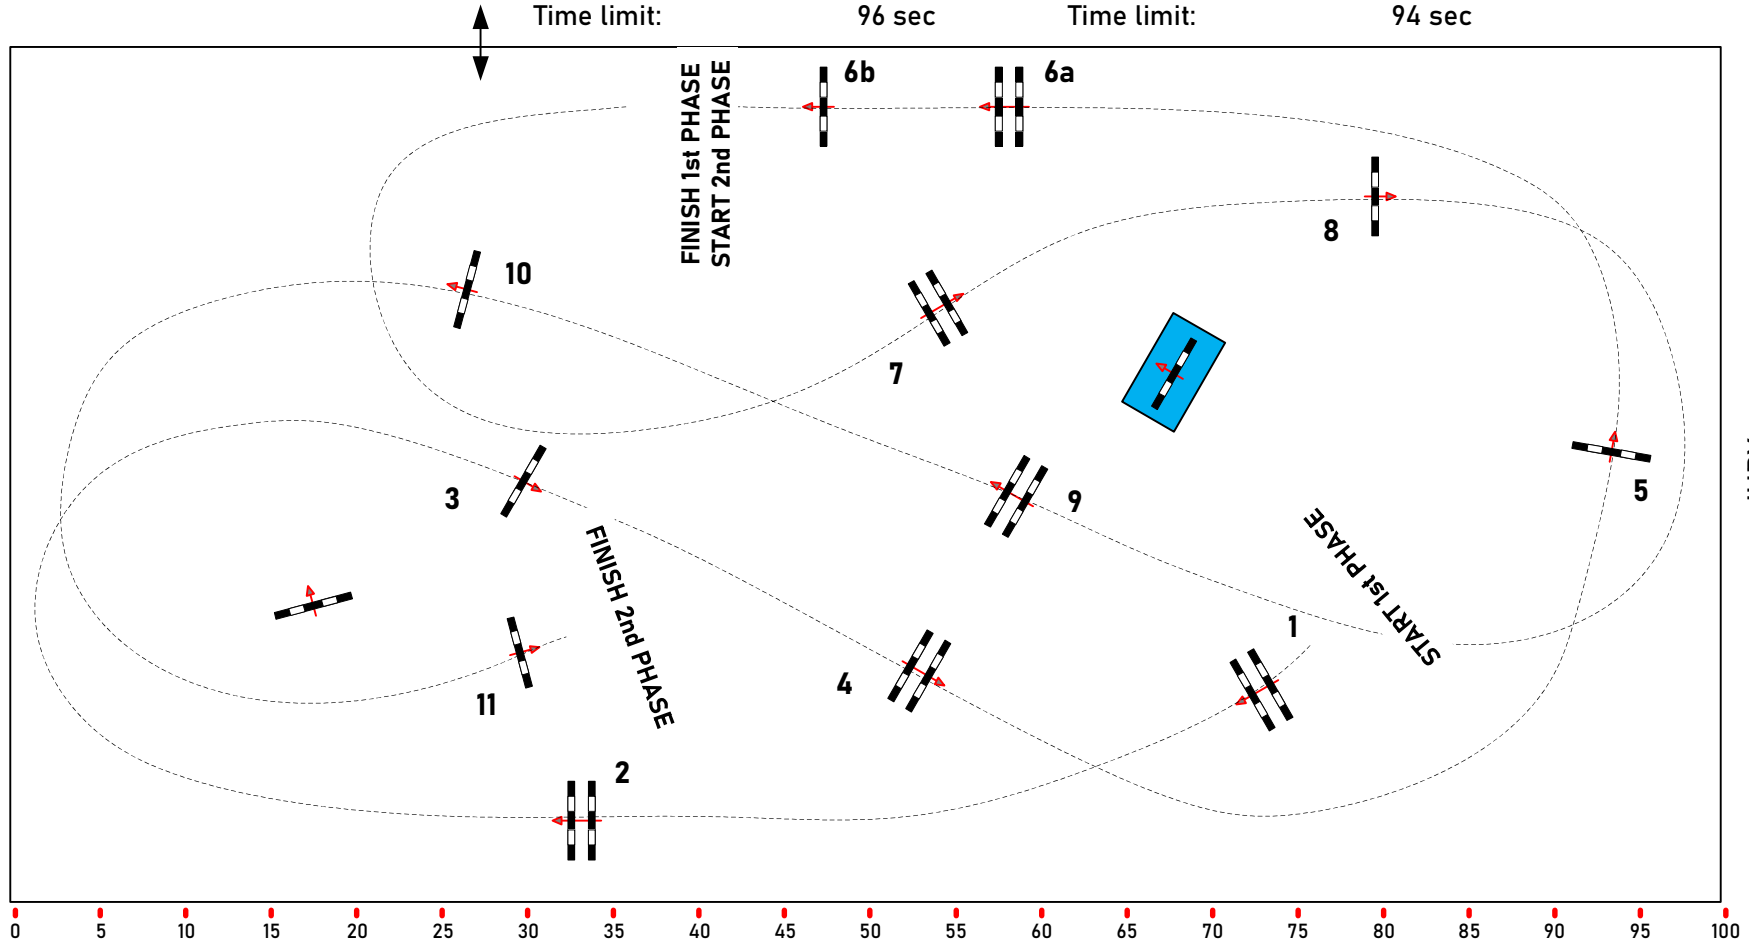 Time limit: 96 sec Time limit: 94 sec
6b 6a
FINISH 1st PHASE
START 2nd PHASE
8
10
7
3
9
5
START 1st PHASE
FINISH 2nd PHASE
1
4
11
2
0 5 10 15 20 25 30 35 40 45 50 55 60 65 70 75 80 85 90 95 100